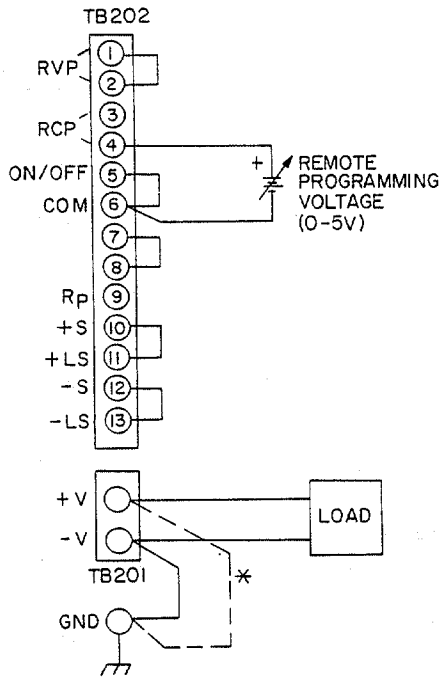 TB202
RVP
1
2
RCP
3
4
ON/OFF
5
COM
6
7
8
RP
9
+S
10
+LS
11
-S
12
-LS
13
+
REMOTE
PROGRAMMING
VOLTAGE
(0-5V)
+V
-V
TB201
LOAD
*
GND